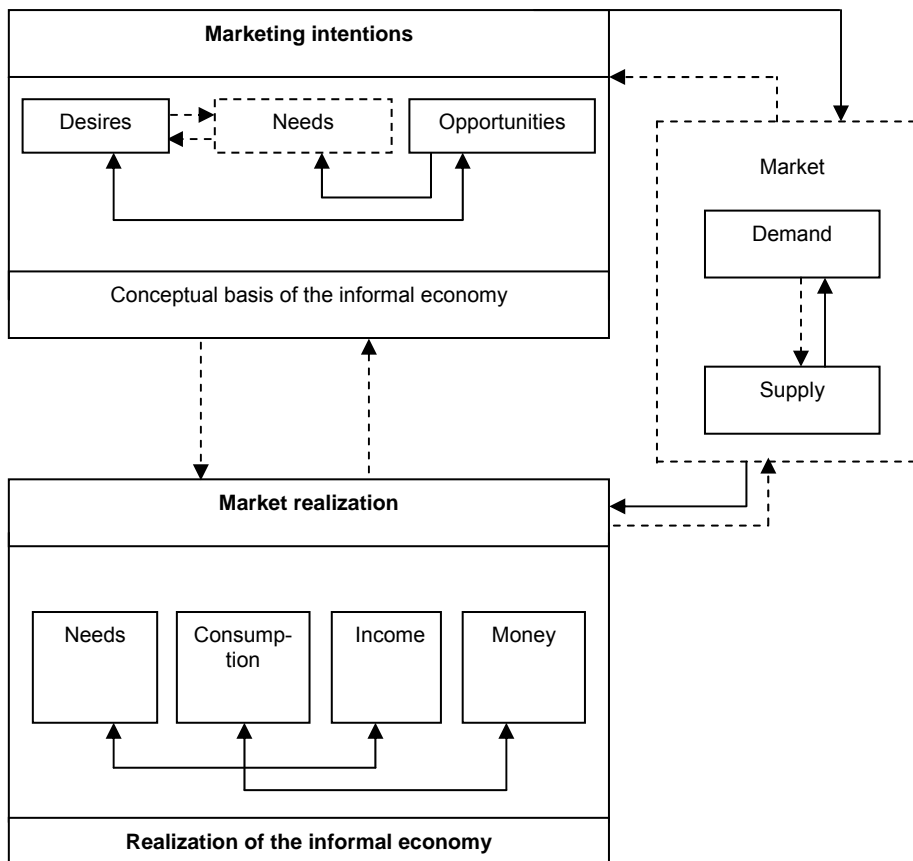 Marketing intentions
Desires
Needs
Opportunities
Conceptual basis of the informal economy
Market
Demand
Supply
Market realization
Needs
Consump-
tion
Income
Money
Realization of the informal economy